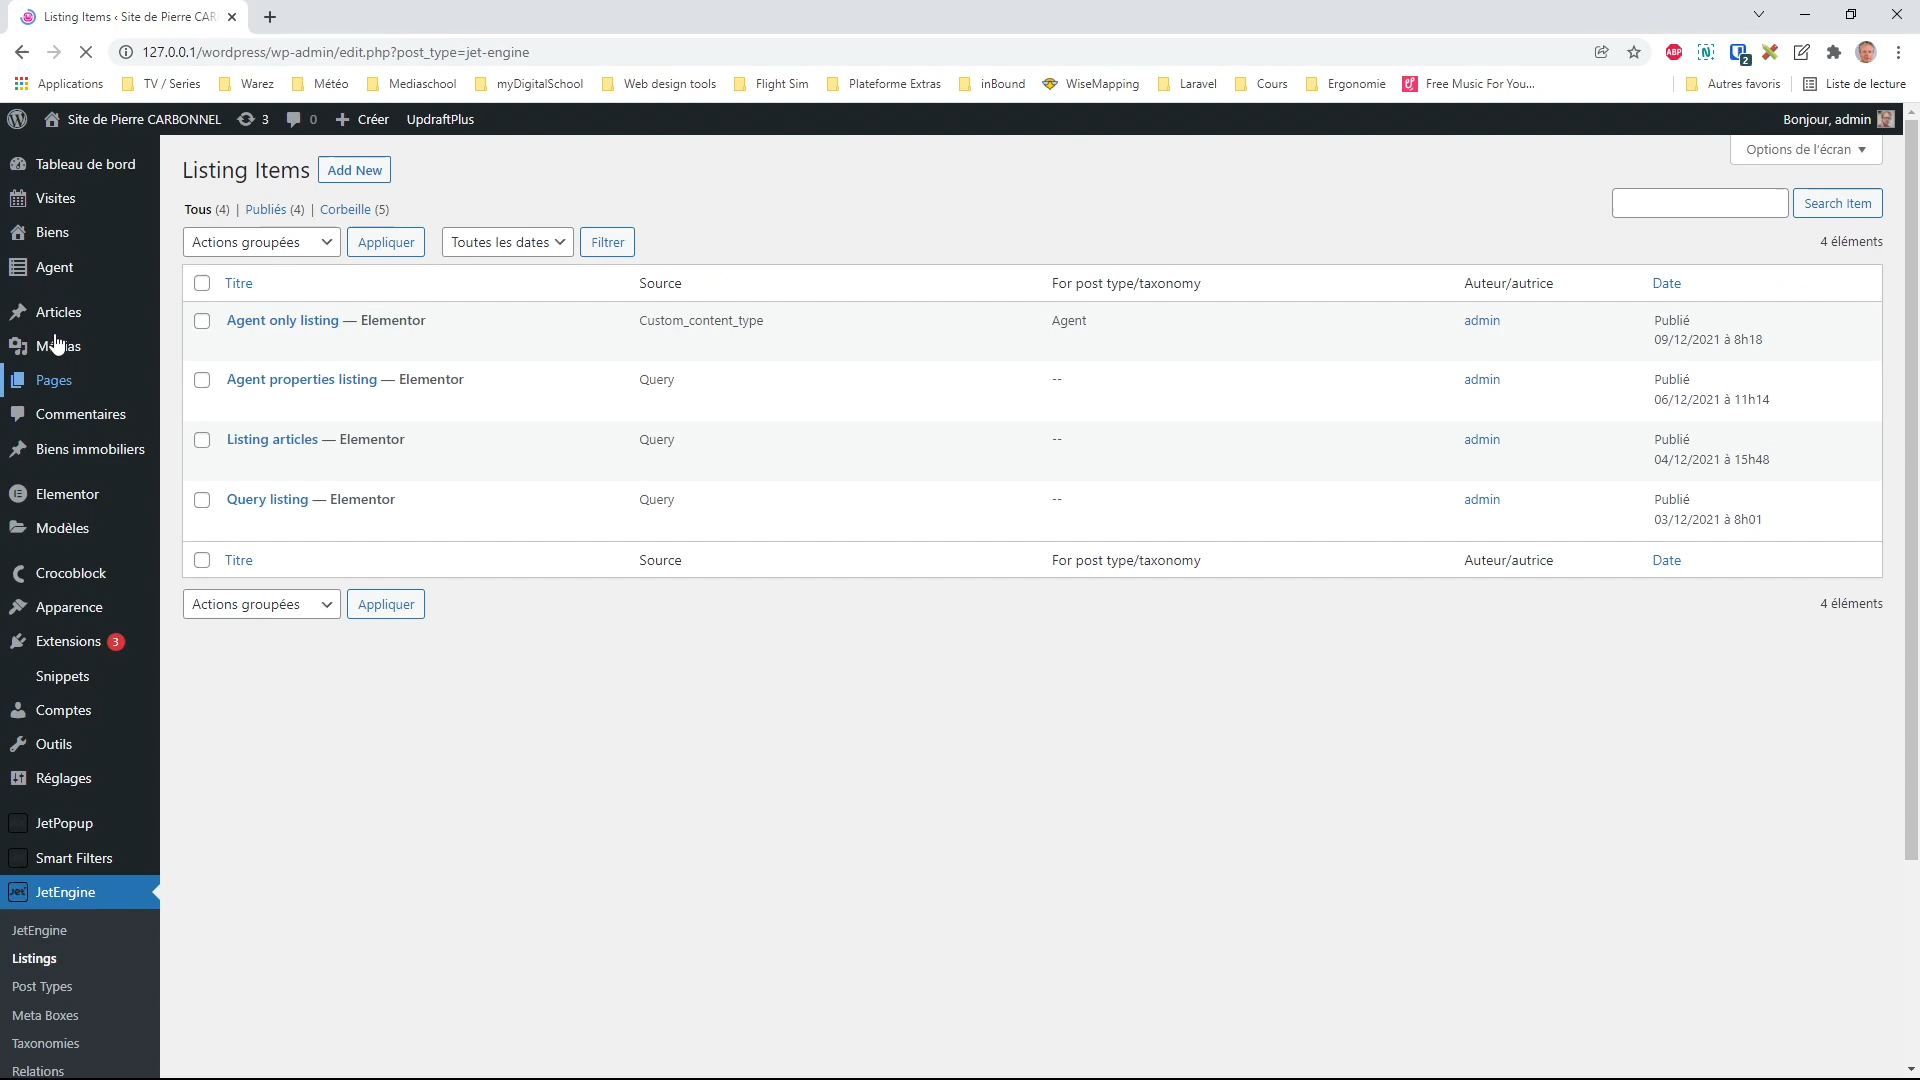 Listing Items ‹ Site de Pierre CAR
127.0.0.1/wordpress/wp-admin/edit.php?post_type=jet-engine
ABP
2
Applications
TV / Series
Warez
Météo
Mediaschool
myDigitalSchool
Web design tools
Flight Sim
Plateforme Extras
inBound
WiseMapping
Laravel
Cours
Ergonomie
Free Music For You...
Autres favoris
Liste de lecture
Site de Pierre CARBONNEL
3
0
Créer
UpdraftPlus
Bonjour, admin
Tableau de bord
Visites
Biens
Agent
Articles
Pages
Commentaires
Biens immobiliers
Elementor
Modèles
Crocoblock
Apparence
Extensions 3
Snippets
Comptes
Outils
Réglages
JetPopup
Smart Filters
JetEngine
JetEngine
Listings
Post Types
Meta Boxes
Taxonomies
Relations
Options de l'écran
Listing Items Add New
Tous (4) | Publiés (4) | Corbeille (5)
Search Item
Actions groupées Appliquer Toutes les dates Filtrer
4 éléments
Titre Source For post type/taxonomy Auteur/autrice Date
Agent only listing — Elementor Custom_content_type Agent admin Publié
09/12/2021 à 8h18
Agent properties listing — Elementor Query -- admin Publié
06/12/2021 à 11h14
Listing articles — Elementor Query -- admin Publié
04/12/2021 à 15h48
Query listing — Elementor Query -- admin Publié
03/12/2021 à 8h01
Titre Source For post type/taxonomy Auteur/autrice Date
Actions groupées Appliquer
4 éléments